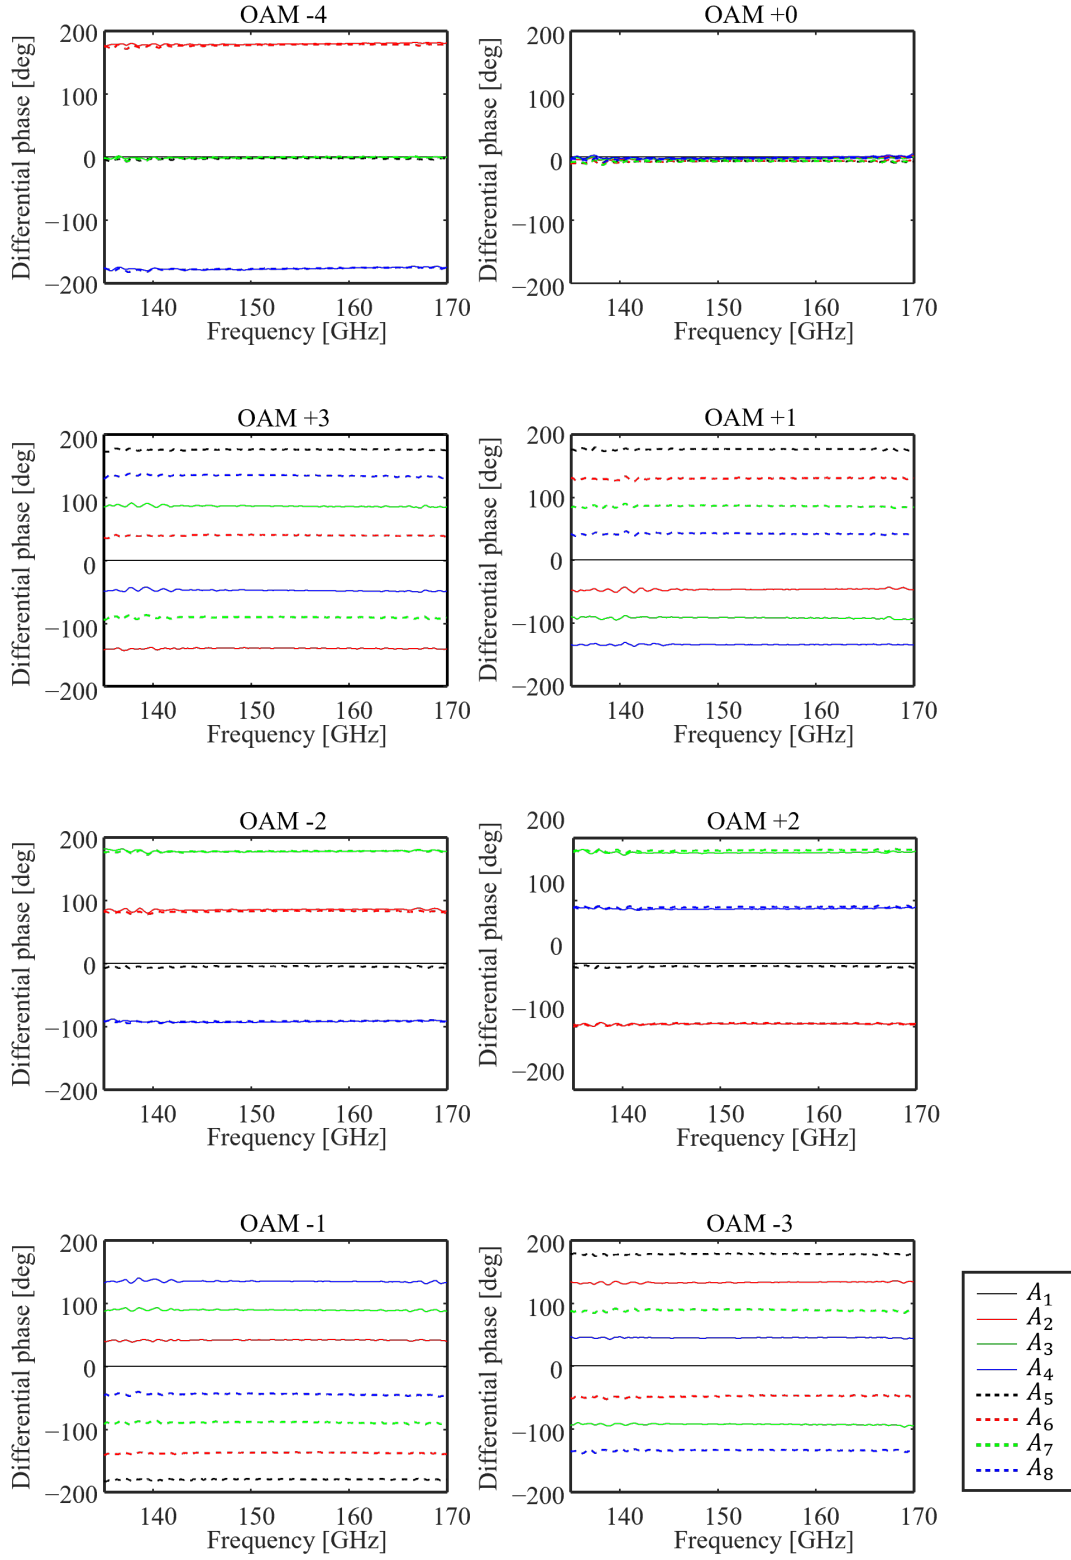 OAM -4
Differential phase [deg]
200
100
0
−100
−200
140 150 160 170
Frequency [GHz]
OAM +0
Differential phase [deg]
200
100
0
−100
−200
140 150 160 170
Frequency [GHz]
OAM +3
Differential phase [deg]
200
100
0
−100
−200
140 150 160 170
Frequency [GHz]
OAM +1
Differential phase [deg]
200
100
0
−100
−200
140 150 160 170
Frequency [GHz]
OAM -2
Differential phase [deg]
200
100
0
−100
−200
140 150 160 170
Frequency [GHz]
OAM +2
Differential phase [deg]
200
100
0
−100
−200
140 150 160 170
Frequency [GHz]
OAM -1
Differential phase [deg]
200
100
0
−100
−200
140 150 160 170
Frequency [GHz]
OAM -3
Differential phase [deg]
200
100
0
−100
−200
140 150 160 170
Frequency [GHz]
A₁
A₂
A₃
A₄
A₅
A₆
A₇
A₈